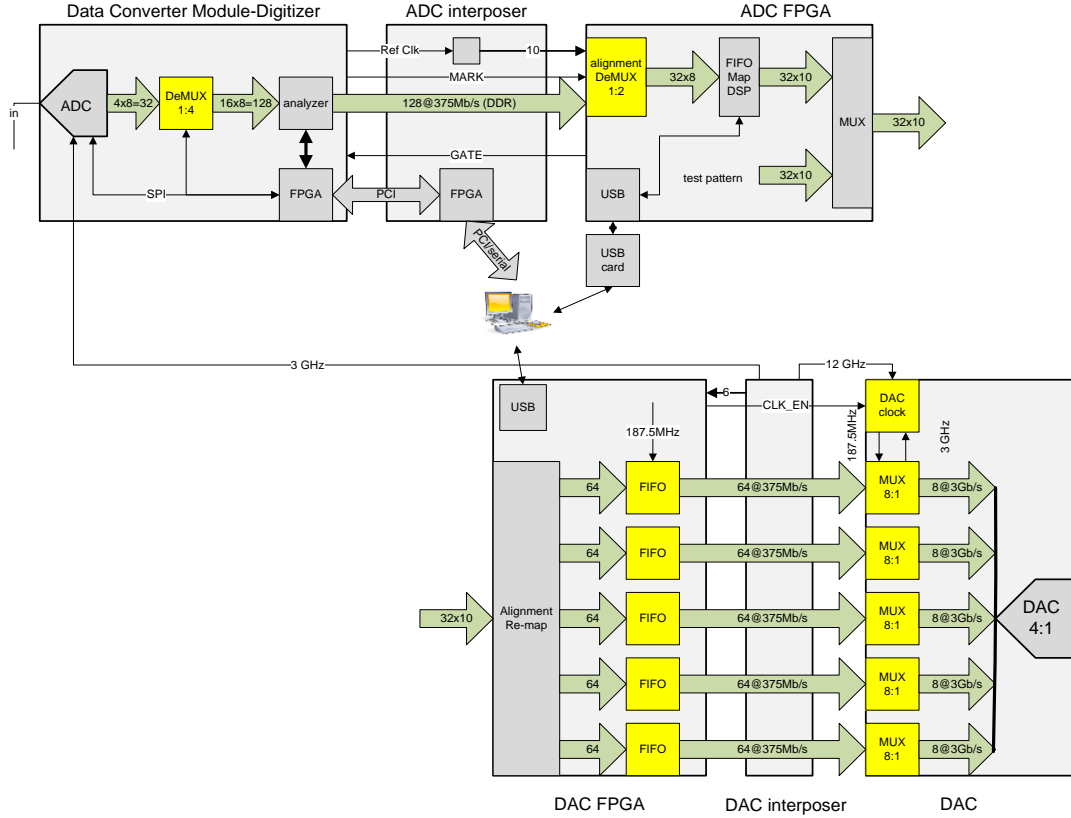 Data Converter Module-Digitizer
ADC interposer
ADC FPGA
in
ADC
4x8=32
DeMUX
1:4
16x8=128
analyzer
Ref Clk
10
MARK
128@375Mb/s (DDR)
alignment
DeMUX
1:2
32x8
FIFO
Map
DSP
32x10
MUX
32x10
GATE
SPI
FPGA
PCI
FPGA
USB
test pattern
32x10
PCI/serial
USB
card
3 GHz
12 GHz
USB
6
CLK_EN
DAC
clock
187.5MHz
187.5MHz
3 GHz
64
FIFO
64@375Mb/s
MUX
8:1
8@3Gb/s
64
FIFO
64@375Mb/s
MUX
8:1
8@3Gb/s
32x10
Alignment
Re-map
64
FIFO
64@375Mb/s
MUX
8:1
8@3Gb/s
DAC
4:1
64
FIFO
64@375Mb/s
MUX
8:1
8@3Gb/s
64
FIFO
64@375Mb/s
MUX
8:1
8@3Gb/s
DAC FPGA
DAC interposer
DAC